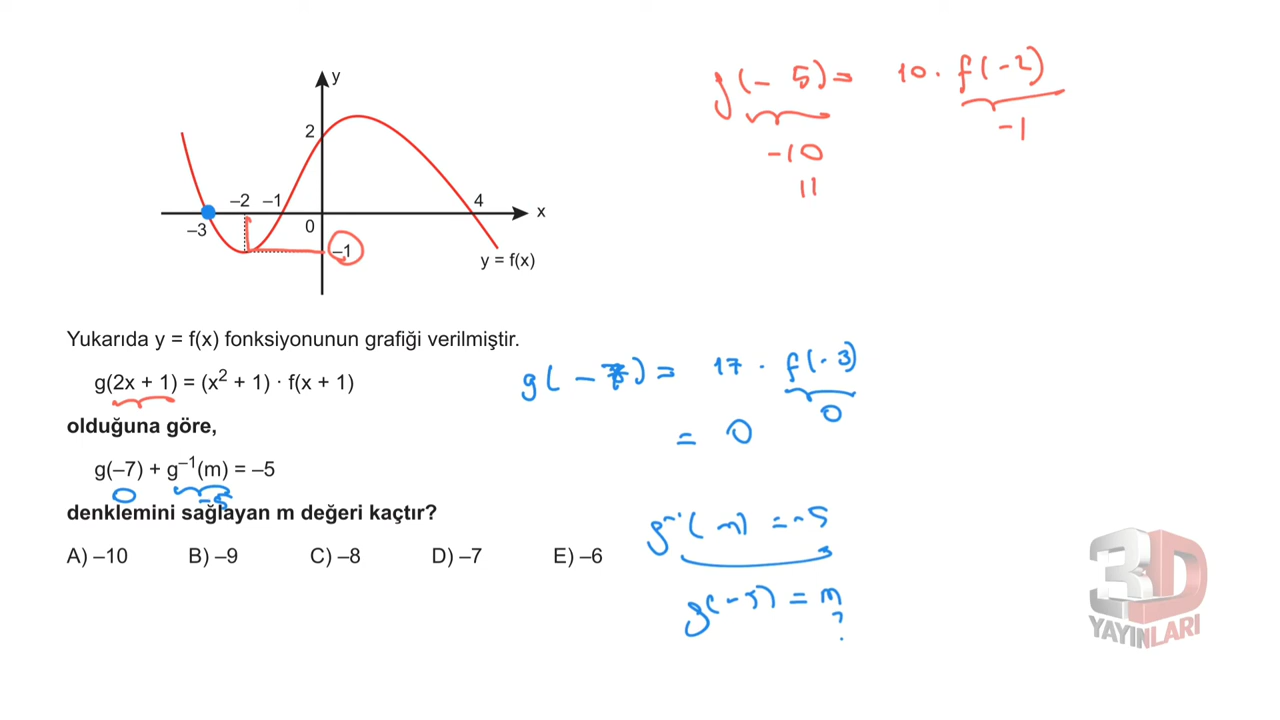 y
2
–2 –1 4
x
–3 0
–1
y = f(x)
g(– 5) = 10 · f(–2)
–1
–10
11
Yukarıda y = f(x) fonksiyonunun grafiği verilmiştir.
g(2x + 1) = (x² + 1) · f(x + 1)
olduğuna göre,
g(–7) + g⁻¹(m) = –5
0 –5
denklemini sağlayan m değeri kaçtır?
A) –10 B) –9 C) –8 D) –7 E) –6
g(–7) = 17 · f(–3)
0
= 0
g⁻¹(m) = –5
g(–5) = m
?
3D
YAYINLARI